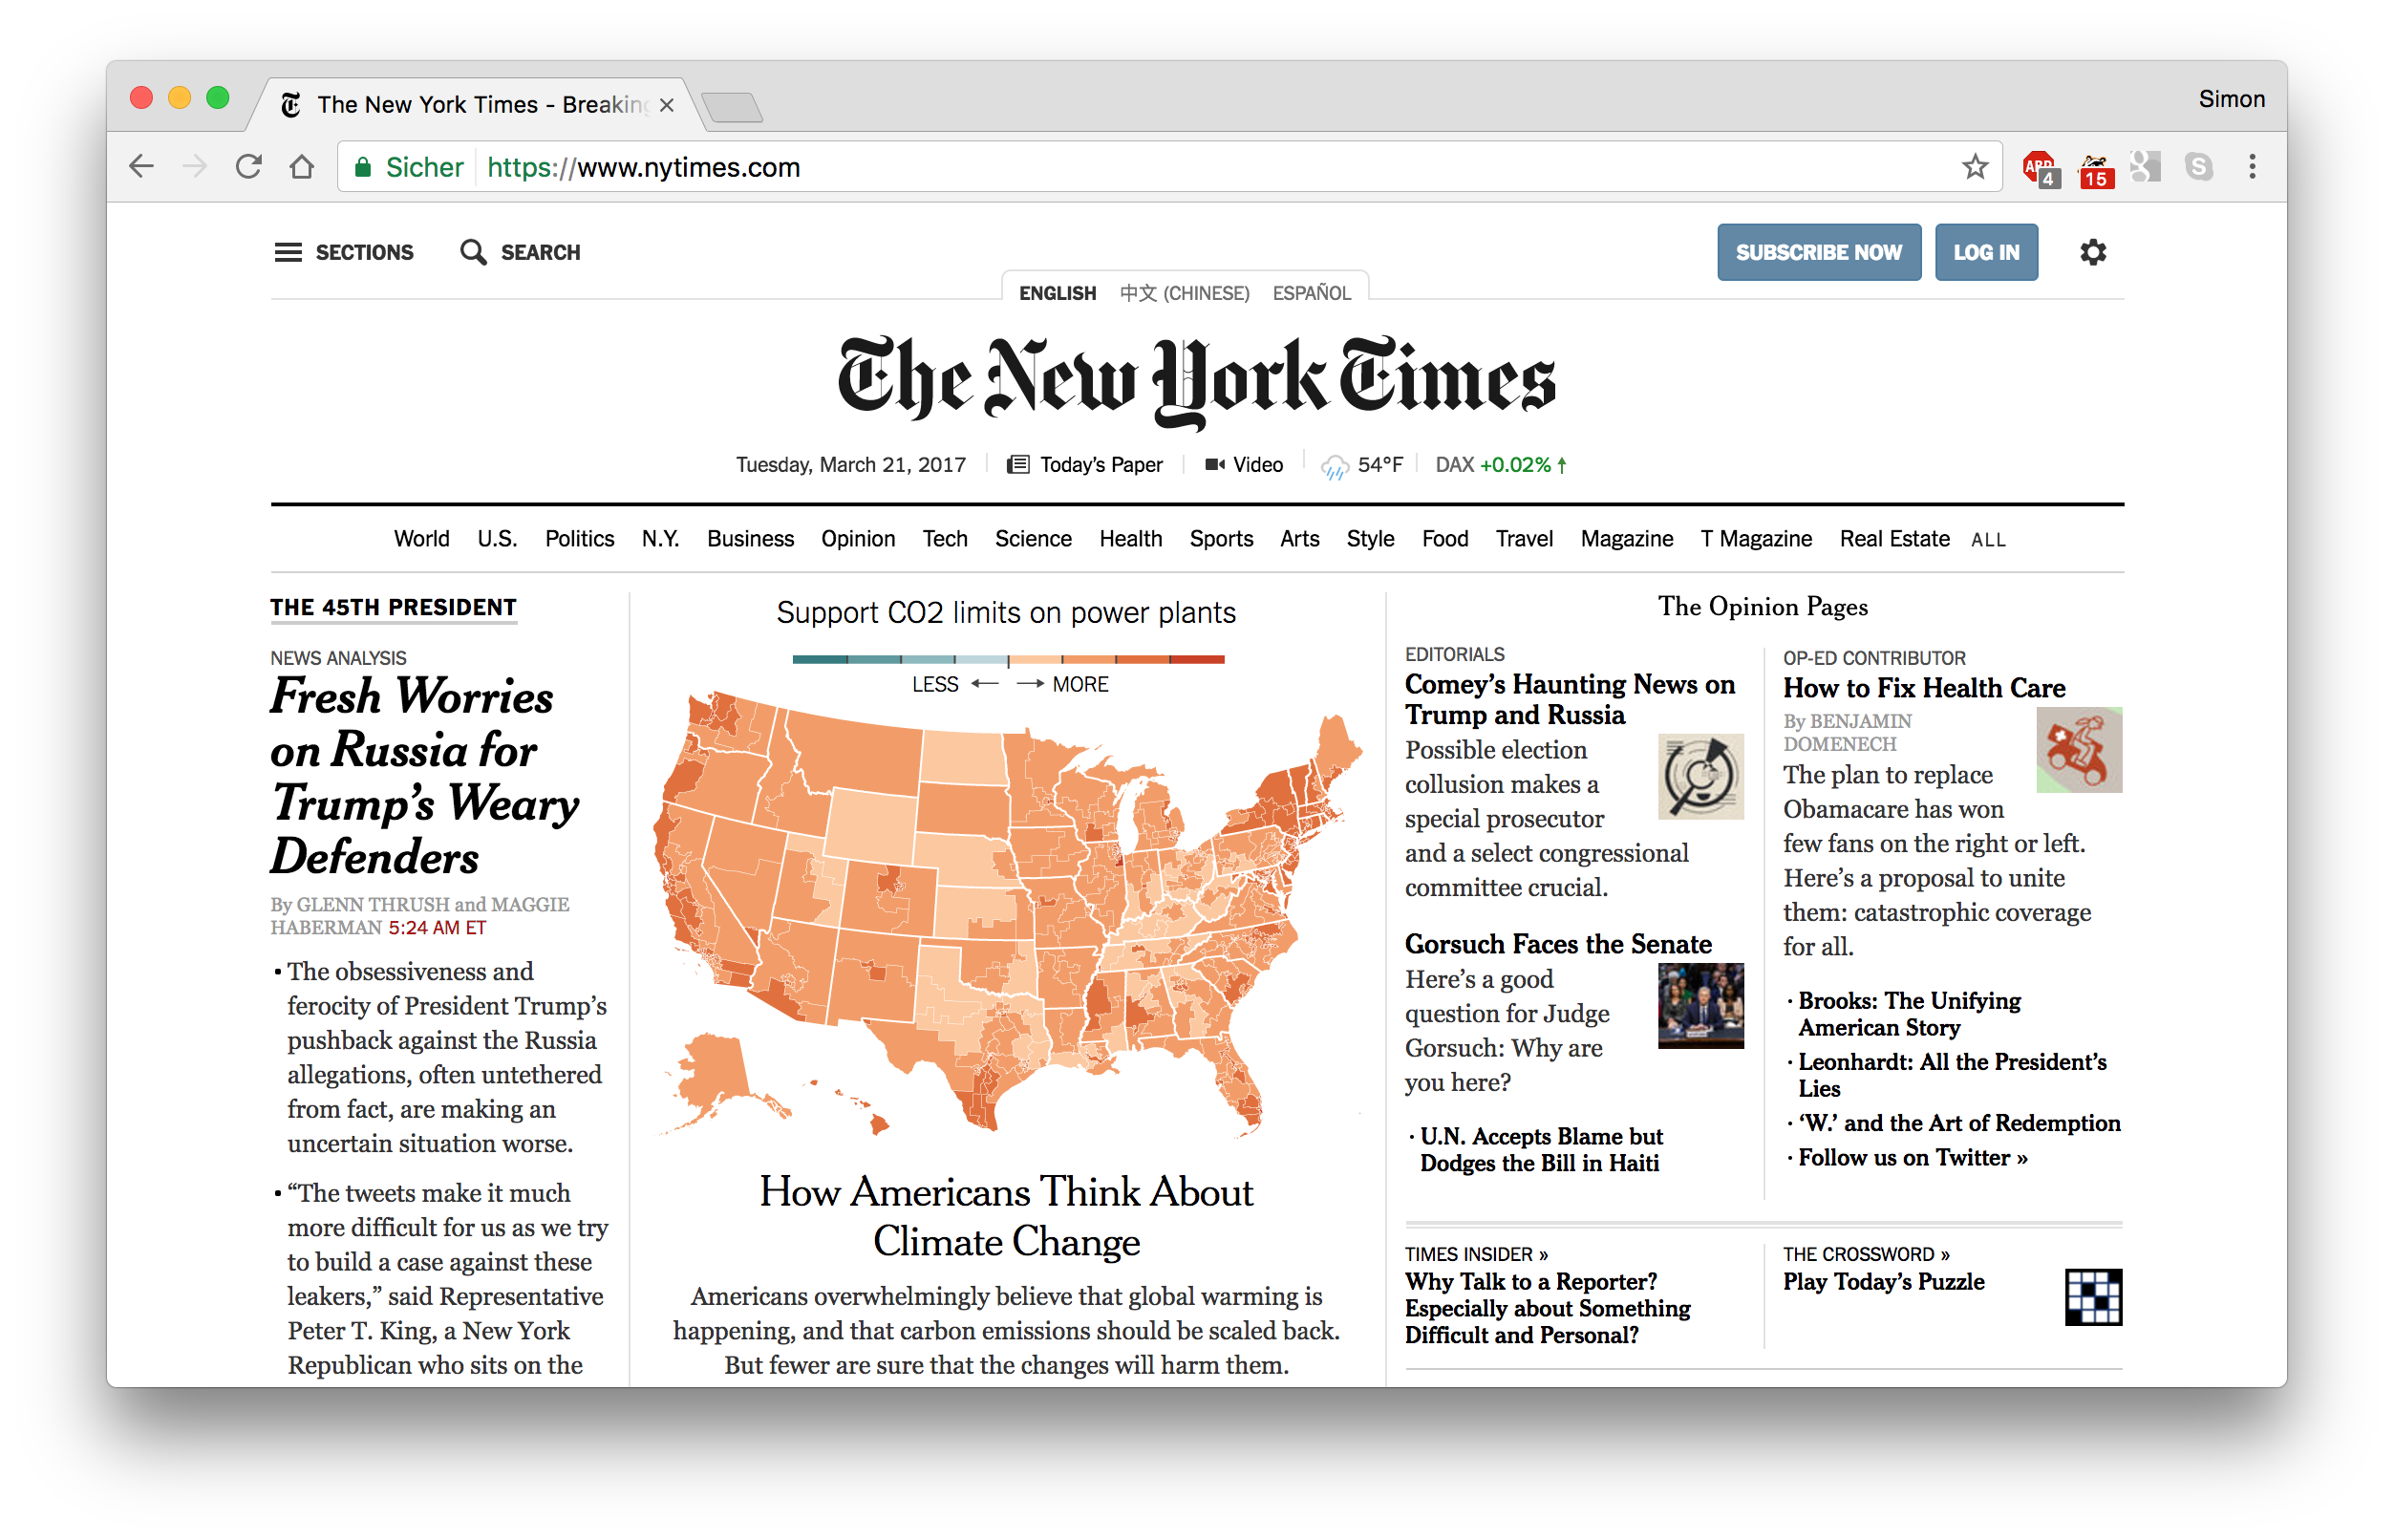 The New York Times - Breaking
Simon
Sicher
https://www.nytimes.com
ABP
4
15
g
S
SECTIONS
SEARCH
SUBSCRIBE NOW
LOG IN
ENGLISH
中文 (CHINESE)
ESPAÑOL
The New York Times
Tuesday, March 21, 2017
Today's Paper
Video
54°F
DAX +0.02%
World U.S. Politics N.Y. Business Opinion Tech Science Health Sports Arts Style Food Travel Magazine T Magazine Real Estate ALL
THE 45TH PRESIDENT
NEWS ANALYSIS
Fresh Worries
on Russia for
Trump's Weary
Defenders
By GLENN THRUSH and MAGGIE
HABERMAN 5:24 AM ET
• The obsessiveness and
ferocity of President Trump's
pushback against the Russia
allegations, often untethered
from fact, are making an
uncertain situation worse.
• “The tweets make it much
more difficult for us as we try
to build a case against these
leakers,” said Representative
Peter T. King, a New York
Republican who sits on the
Support CO2 limits on power plants
LESS ← → MORE
How Americans Think About
Climate Change
Americans overwhelmingly believe that global warming is
happening, and that carbon emissions should be scaled back.
But fewer are sure that the changes will harm them.
The Opinion Pages
EDITORIALS
Comey’s Haunting News on
Trump and Russia
Possible election
collusion makes a
special prosecutor
and a select congressional
committee crucial.
Gorsuch Faces the Senate
Here’s a good
question for Judge
Gorsuch: Why are
you here?
· U.N. Accepts Blame but
Dodges the Bill in Haiti
OP-ED CONTRIBUTOR
How to Fix Health Care
By BENJAMIN
DOMENECH
The plan to replace
Obamacare has won
few fans on the right or left.
Here’s a proposal to unite
them: catastrophic coverage
for all.
· Brooks: The Unifying
American Story
· Leonhardt: All the President’s
Lies
· ‘W.’ and the Art of Redemption
· Follow us on Twitter »
TIMES INSIDER »
Why Talk to a Reporter?
Especially about Something
Difficult and Personal?
THE CROSSWORD »
Play Today’s Puzzle